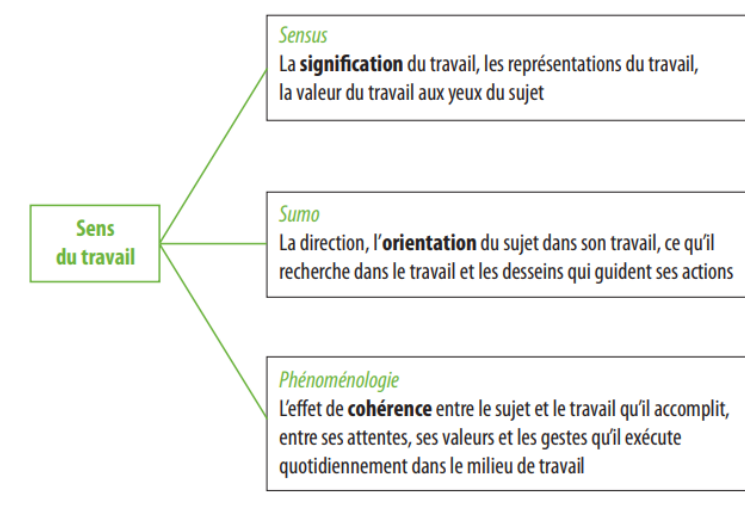 Sensus
La signification du travail, les représentations du travail,
la valeur du travail aux yeux du sujet
Sens
du travail
Sumo
La direction, l'orientation du sujet dans son travail, ce qu'il
recherche dans le travail et les desseins qui guident ses actions
Phénoménologie
L'effet de cohérence entre le sujet et le travail qu'il accomplit,
entre ses attentes, ses valeurs et les gestes qu'il exécute
quotidiennement dans le milieu de travail